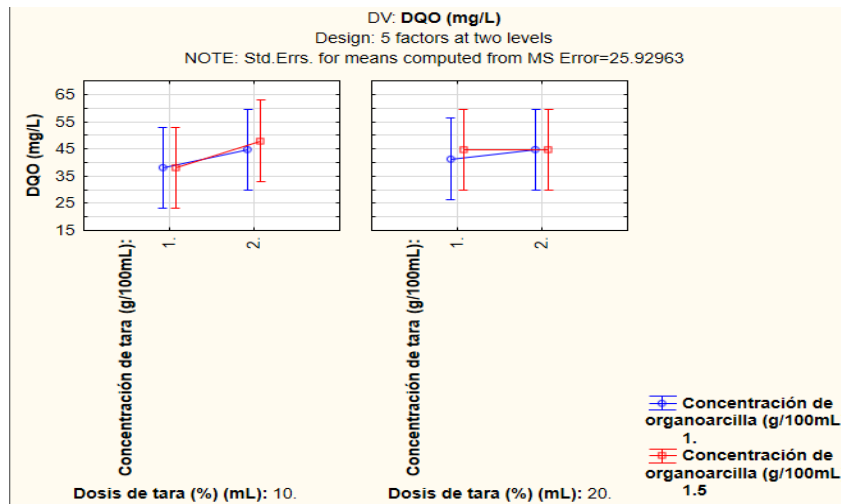 DV: DQO (mg/L)
Design: 5 factors at two levels
NOTE: Std.Errs. for means computed from MS Error=25.92963
DQO (mg/L)
65
55
45
35
25
15
Concentración de tara (g/100mL):
1.
2.
Dosis de tara (%) (mL): 10.
Concentración de tara (g/100mL):
1.
2.
Dosis de tara (%) (mL): 20.
Concentración de
organoarcilla (g/100mL
1.
Concentración de
organoarcilla (g/100mL
1.5